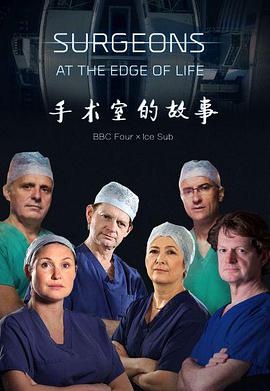 SURGEONS
AT THE EDGE OF LIFE
手术室的故事
BBC Four × Ice Sub